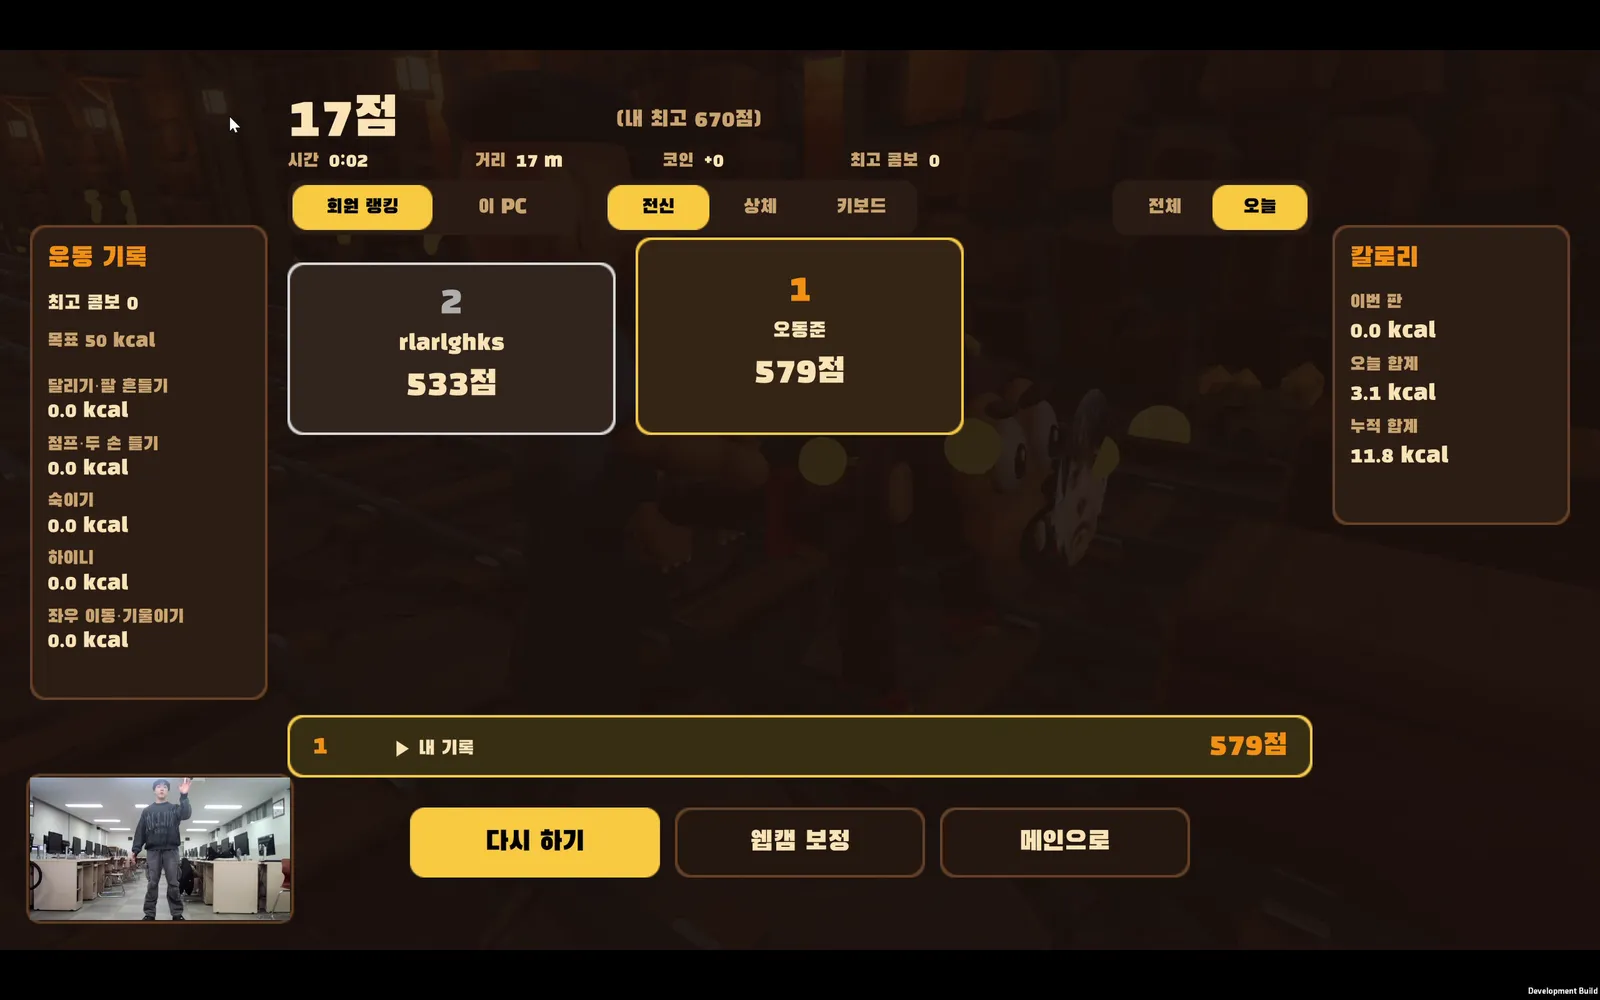 17점
(내 최고 670점)
시간 0:02
거리 17 m
코인 +0
최고 콤보 0
회원 랭킹
이 PC
전신
상체
키보드
전체
오늘
운동 기록
최고 콤보 0
목표 50 kcal
달리기·팔 흔들기
0.0 kcal
점프·두 손 들기
0.0 kcal
숙이기
0.0 kcal
하이니
0.0 kcal
좌우 이동·기울이기
0.0 kcal
2
rlarlghks
533점
1
오동준
579점
칼로리
이번 판
0.0 kcal
오늘 합계
3.1 kcal
누적 합계
11.8 kcal
1 ▶ 내 기록 579점
다시 하기
웹캠 보정
메인으로
Development Build